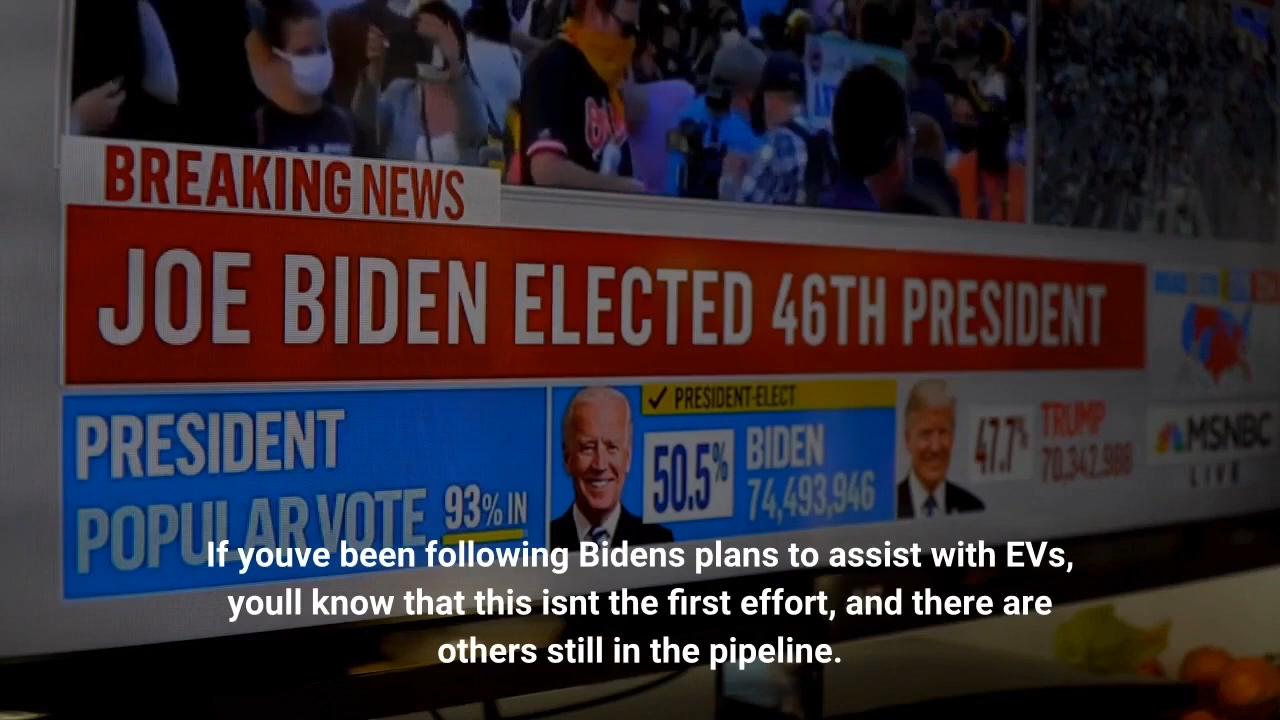 BREAKING NEWS
JOE BIDEN ELECTED 46TH PRESIDENT
PRESIDENT
POPULAR VOTE 93% IN
✓ PRESIDENT-ELECT
50.5%
BIDEN
74,493,946
47.7%
TRUMP
70,342,988
MSNBC
LIVE
If youve been following Bidens plans to assist with EVs,
youll know that this isnt the first effort, and there are
others still in the pipeline.